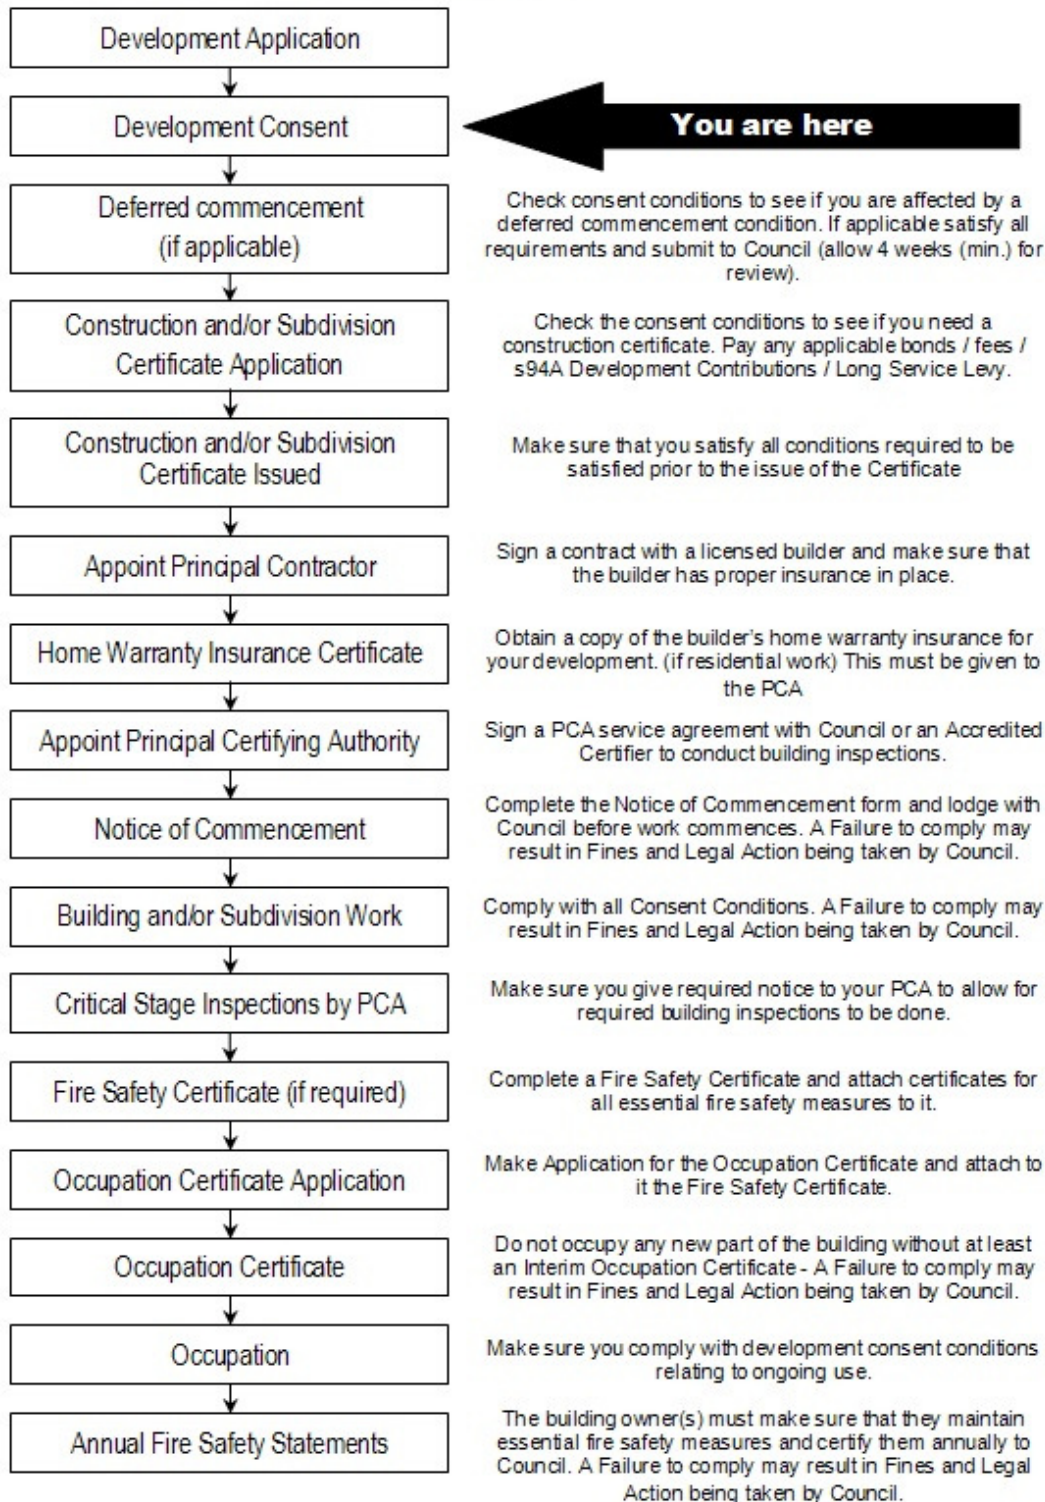 Development Application
Development Consent
You are here
Deferred commencement
(if applicable)
Check consent conditions to see if you are affected by a
deferred commencement condition. If applicable satisfy all
requirements and submit to Council (allow 4 weeks (min.) for
review).
Construction and/or Subdivision
Certificate Application
Check the consent conditions to see if you need a
construction certificate. Pay any applicable bonds / fees /
s94A Development Contributions / Long Service Levy.
Construction and/or Subdivision
Certificate Issued
Make sure that you satisfy all conditions required to be
satisfied prior to the issue of the Certificate
Appoint Principal Contractor
Sign a contract with a licensed builder and make sure that
the builder has proper insurance in place.
Home Warranty Insurance Certificate
Obtain a copy of the builder's home warranty insurance for
your development. (if residential work) This must be given to
the PCA
Appoint Principal Certifying Authority
Sign a PCA service agreement with Council or an Accredited
Certifier to conduct building inspections.
Notice of Commencement
Complete the Notice of Commencement form and lodge with
Council before work commences. A Failure to comply may
result in Fines and Legal Action being taken by Council.
Building and/or Subdivision Work
Comply with all Consent Conditions. A Failure to comply may
result in Fines and Legal Action being taken by Council.
Critical Stage Inspections by PCA
Make sure you give required notice to your PCA to allow for
required building inspections to be done.
Fire Safety Certificate (if required)
Complete a Fire Safety Certificate and attach certificates for
all essential fire safety measures to it.
Occupation Certificate Application
Make Application for the Occupation Certificate and attach to
it the Fire Safety Certificate.
Occupation Certificate
Do not occupy any new part of the building without at least
an Interim Occupation Certificate - A Failure to comply may
result in Fines and Legal Action being taken by Council.
Occupation
Make sure you comply with development consent conditions
relating to ongoing use.
Annual Fire Safety Statements
The building owner(s) must make sure that they maintain
essential fire safety measures and certify them annually to
Council. A Failure to comply may result in Fines and Legal
Action being taken by Council.